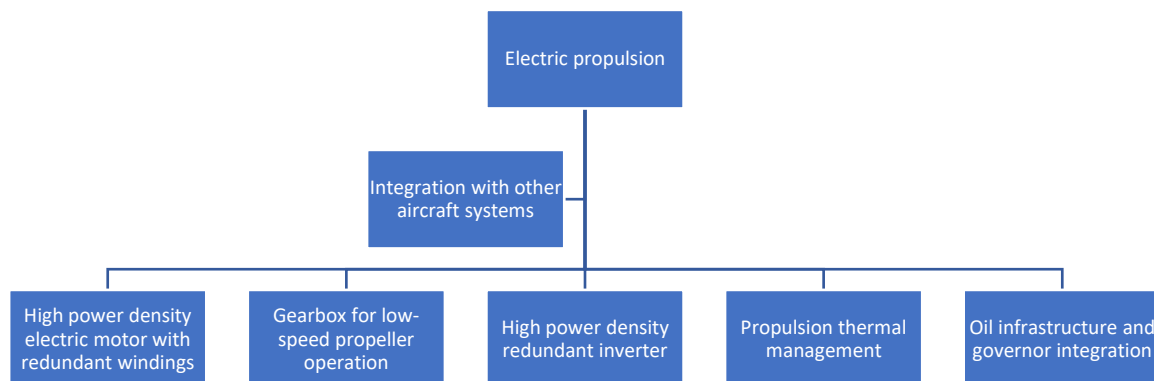 Electric propulsion
Integration with other
aircraft systems
High power density
electric motor with
redundant windings
Gearbox for low-
speed propeller
operation
High power density
redundant inverter
Propulsion thermal
management
Oil infrastructure and
governor integration